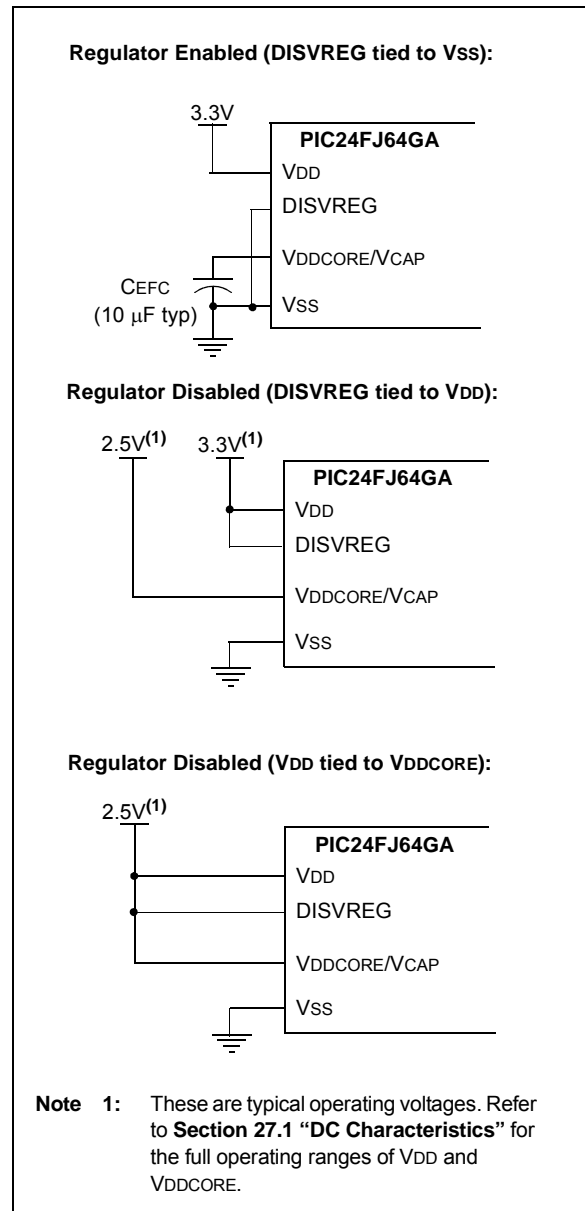 Regulator Enabled (DISVREG tied to VSS):
3.3V
PIC24FJ64GA
VDD
DISVREG
VDDCORE/VCAP
CEFC
(10 μF typ)
VSS
Regulator Disabled (DISVREG tied to VDD):
2.5V(1) 3.3V(1)
PIC24FJ64GA
VDD
DISVREG
VDDCORE/VCAP
VSS
Regulator Disabled (VDD tied to VDDCORE):
2.5V(1)
PIC24FJ64GA
VDD
DISVREG
VDDCORE/VCAP
VSS
Note 1: These are typical operating voltages. Refer
to Section 27.1 “DC Characteristics” for
the full operating ranges of VDD and
VDDCORE.